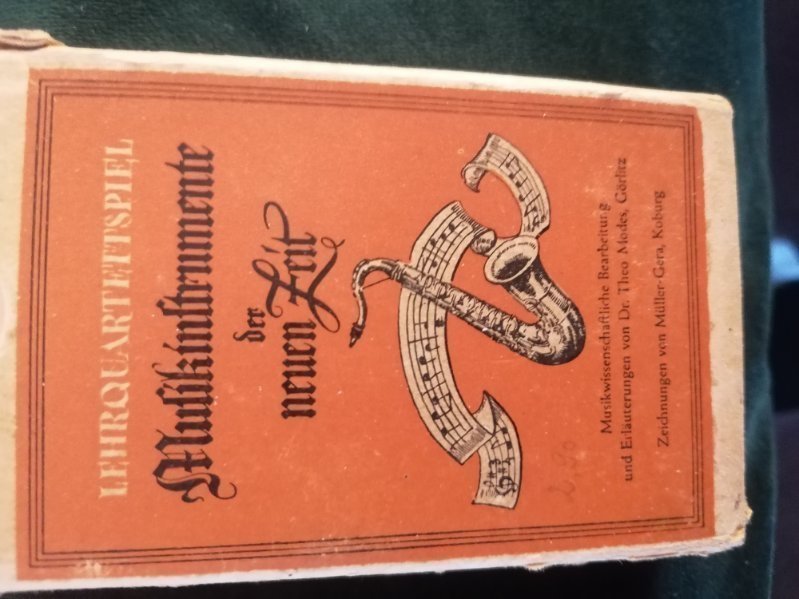 LEHRQUARTETTSPIEL
Musikinstrumente
der
neuen Zeit
Musikwissenschaftliche Bearbeitung
und Erläuterungen von Dr. Theo Modes, Görlitz
Zeichnungen von Müller-Gera, Koburg